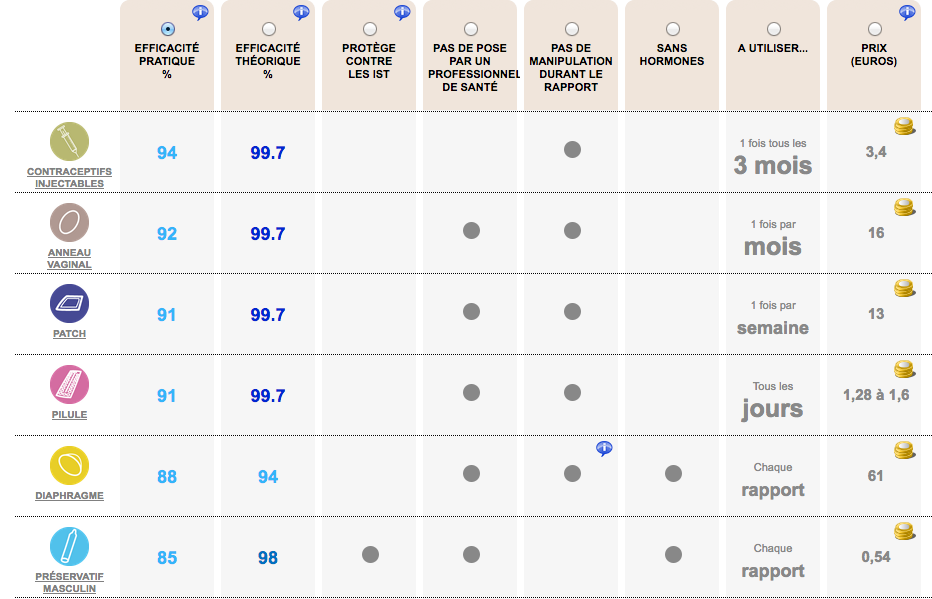 EFFICACITÉ
PRATIQUE
%
EFFICACITÉ
THÉORIQUE
%
PROTÈGE
CONTRE
LES IST
PAS DE POSE
PAR UN
PROFESSIONNEL
DE SANTÉ
PAS DE
MANIPULATION
DURANT LE
RAPPORT
SANS
HORMONES
A UTILISER...
PRIX
(EUROS)
CONTRACEPTIFS
INJECTABLES
94
99.7
1 fois tous les
3 mois
3,4
ANNEAU
VAGINAL
92
99.7
1 fois par
mois
16
PATCH
91
99.7
1 fois par
semaine
13
PILULE
91
99.7
Tous les
jours
1,28 à 1,6
DIAPHRAGME
88
94
Chaque
rapport
61
PRÉSERVATIF
MASCULIN
85
98
Chaque
rapport
0,54